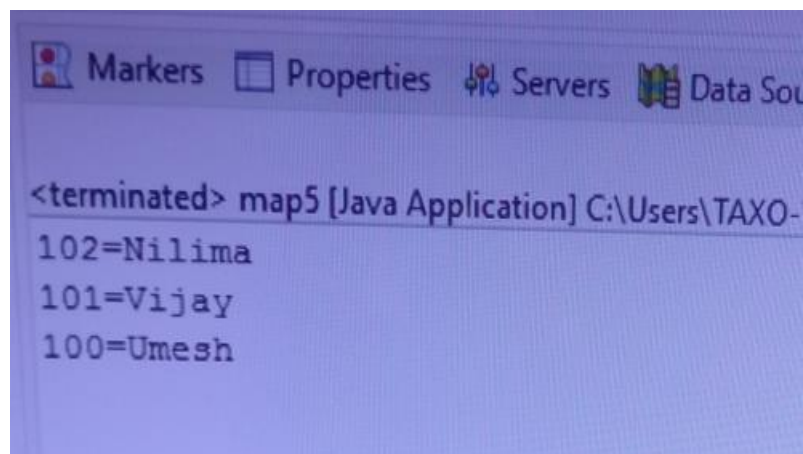 Markers Properties Servers Data Sou
<terminated> map5 [Java Application] C:\Users\TAXO-
102=Nilima
101=Vijay
100=Umesh